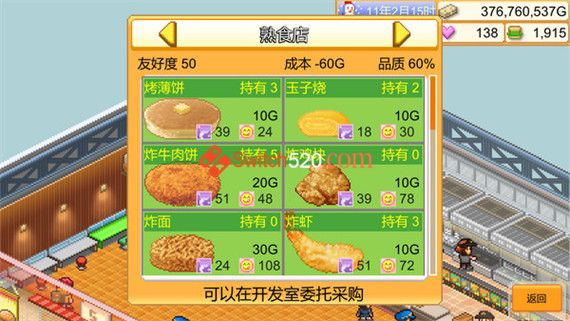 11年2月15时
376,760,537G
138
1,915
熟食店
友好度 50 成本 -60G 品质 60%
烤薄饼 持有 3
10G
39 24
玉子烧 持有 2
10G
18 30
炸牛肉饼 持有 5
20G
51 48
炸鸡块 持有 0
10G
39 78
炸面 持有 0
30G
24 108
炸虾 持有 3
10G
51 72
Switch520.com
可以在开发室委托采购
返回